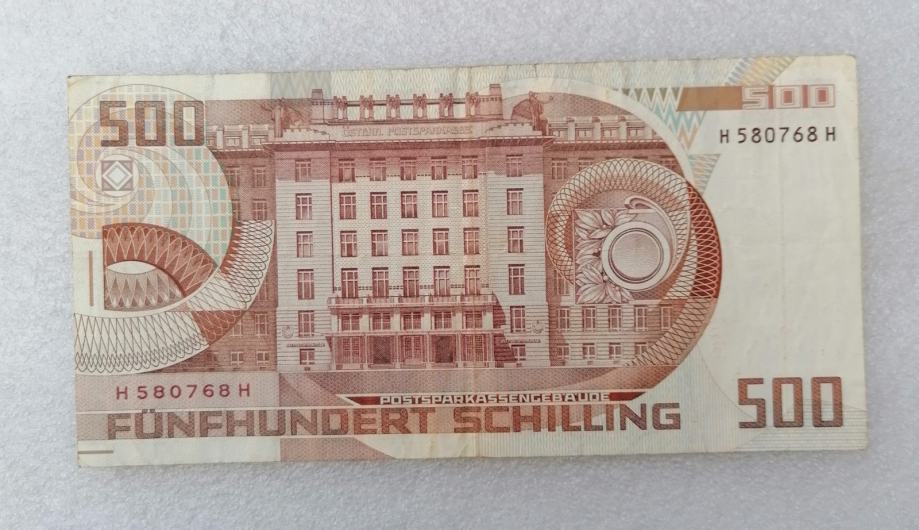 500
500
H 580768 H
ÖSTERR. POSTSPARKASSE
H 580768 H
POSTSPARKASSENGEBÄUDE
FÜNFHUNDERT SCHILLING
500